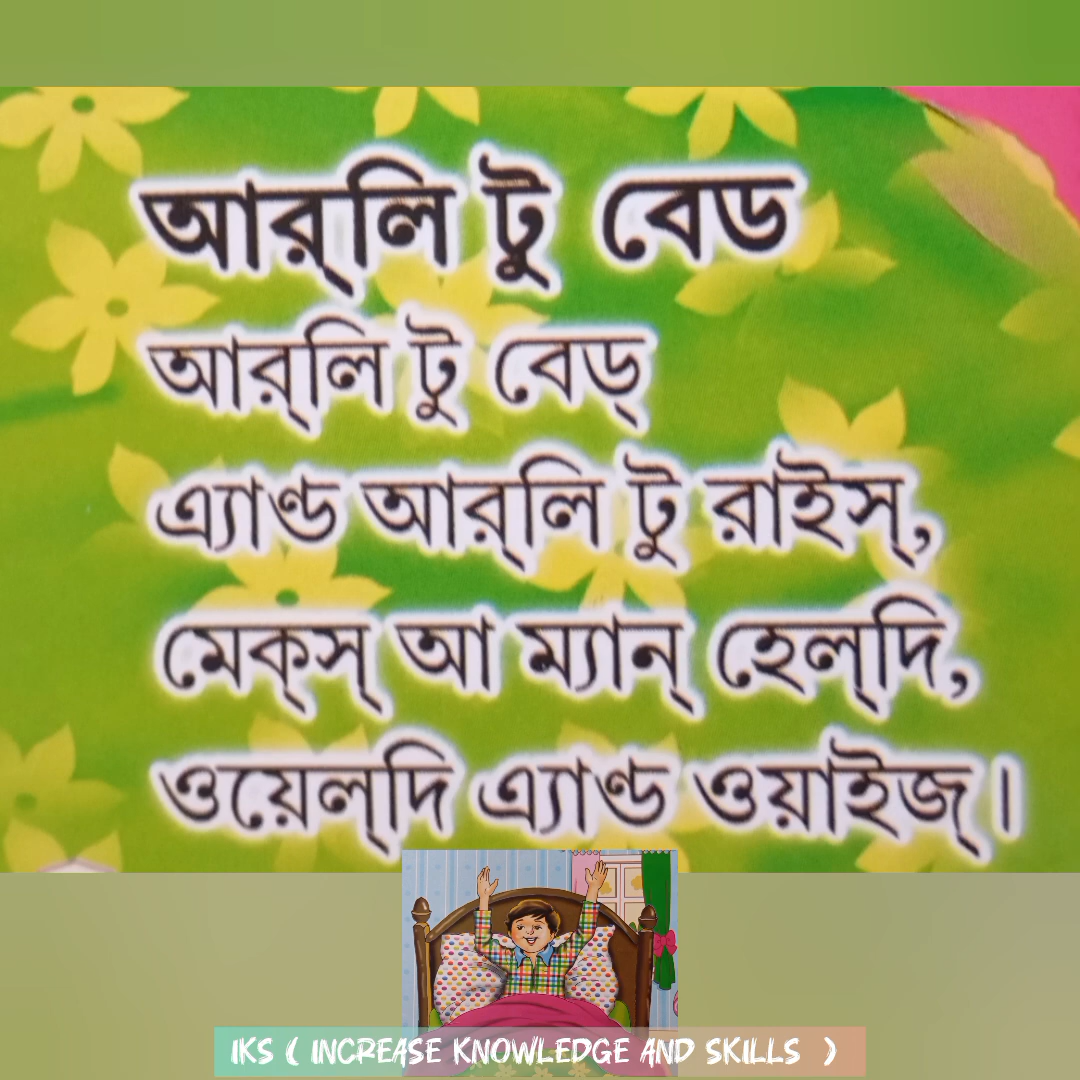 আর্‌লি টু বেড
আর্‌লি টু বেড্
এ্যাণ্ড আর্‌লি টু রাইস্,
মেক্‌স্ আ ম্যান্ হেল্‌দি,
ওয়েল্‌দি এ্যাণ্ড ওয়াইজ্।
IKS ( INCREASE KNOWLEDGE AND SKILLS )